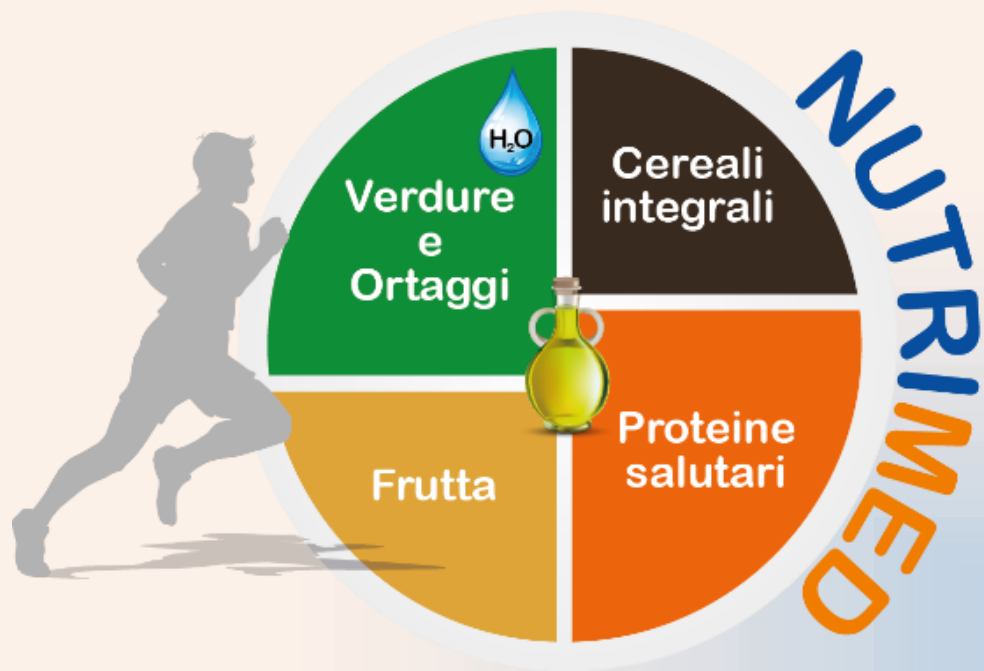 H₂O
Verdure
e
Ortaggi
Cereali
integrali
Frutta
Proteine
salutari
NUTRIMED